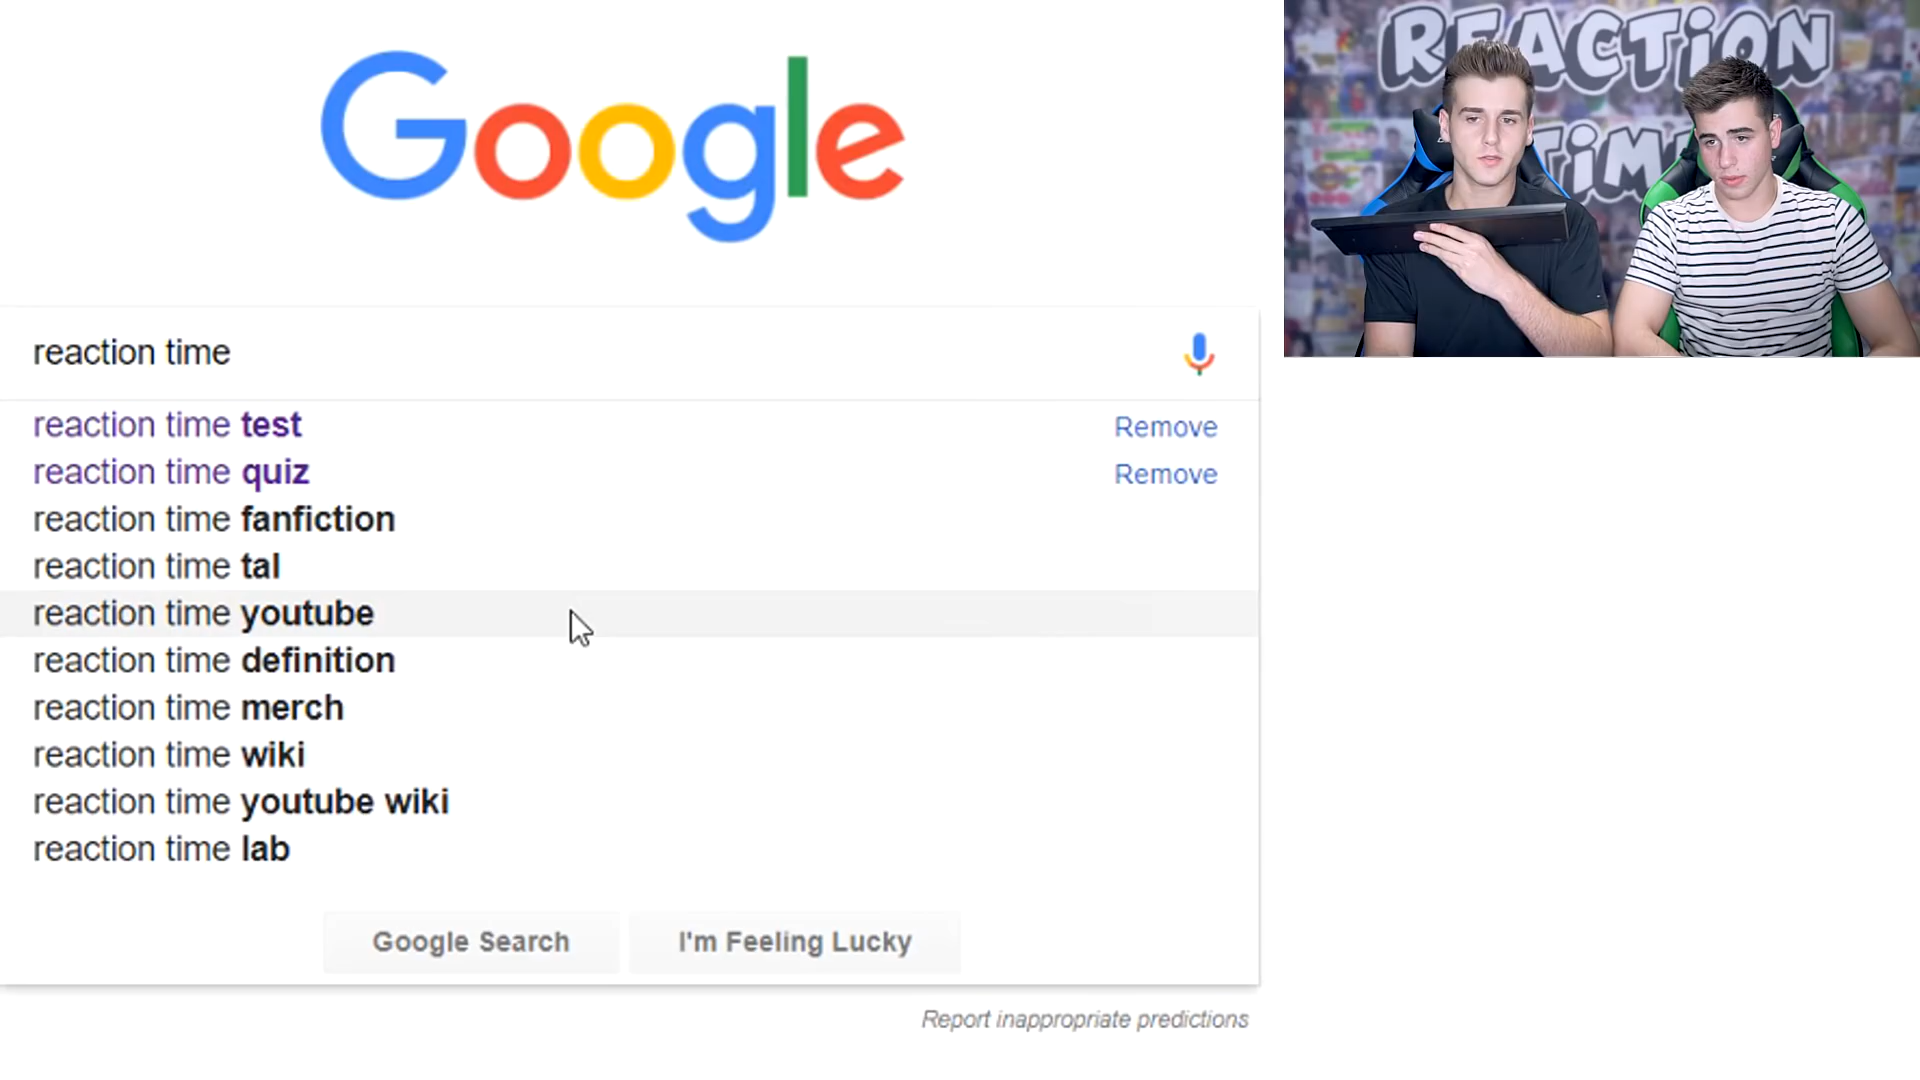 Google
REACTION
TiME
reaction time
reaction time test Remove
reaction time quiz Remove
reaction time fanfiction
reaction time tal
reaction time youtube
reaction time definition
reaction time merch
reaction time wiki
reaction time youtube wiki
reaction time lab
Google Search I'm Feeling Lucky
Report inappropriate predictions